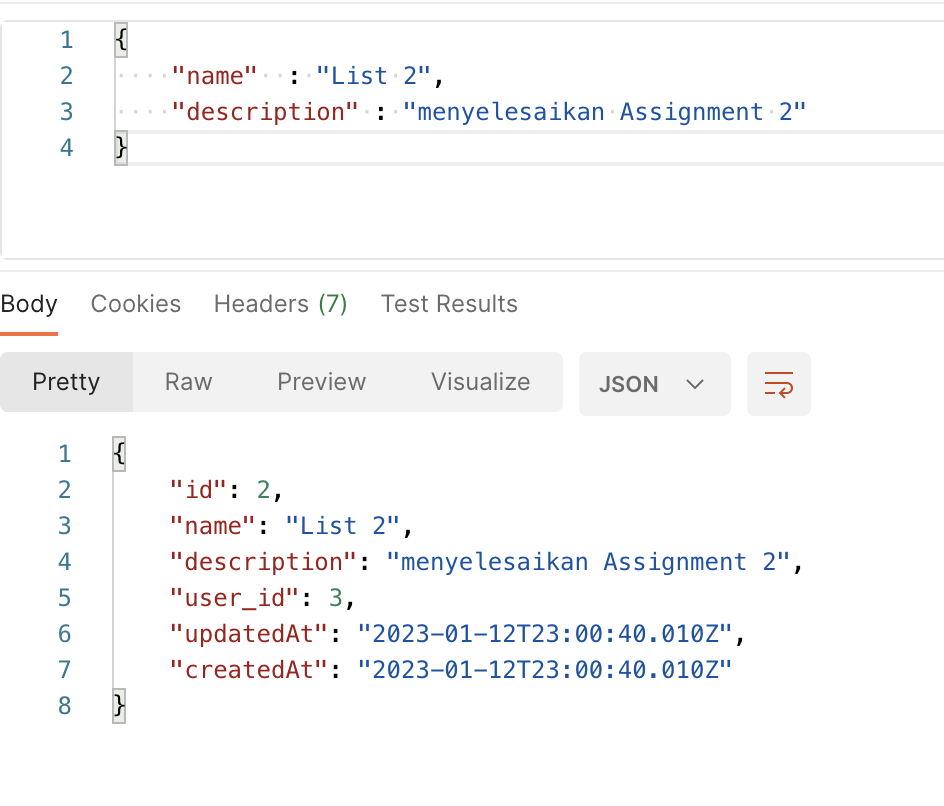 1 {
2     "name"  : "List 2",
3     "description" : "menyelesaikan Assignment 2"
4 }
Body Cookies Headers (7) Test Results
Pretty Raw Preview Visualize JSON
1 {
2     "id": 2,
3     "name": "List 2",
4     "description": "menyelesaikan Assignment 2",
5     "user_id": 3,
6     "updatedAt": "2023-01-12T23:00:40.010Z",
7     "createdAt": "2023-01-12T23:00:40.010Z"
8 }